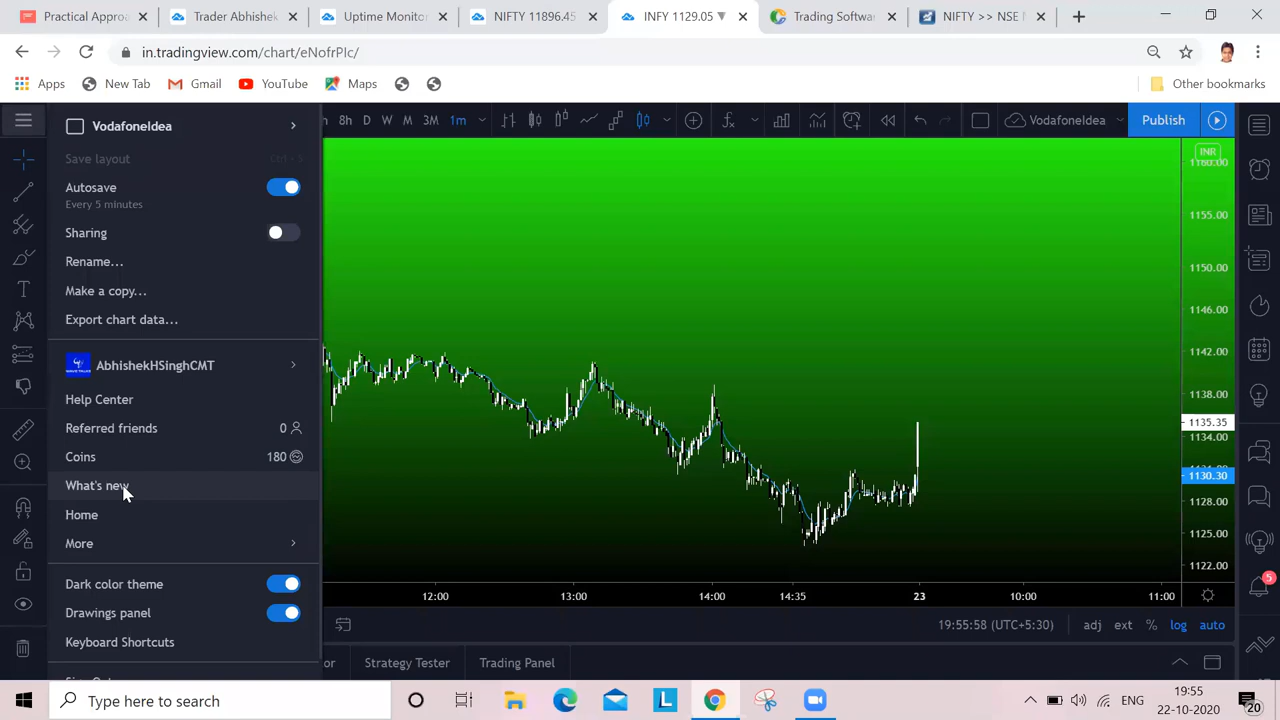 Practical Appro
Trader Abhishek
Uptime Monitor
NIFTY 11896.45
INFY 1129.05 ▼
Trading Softwa
NIFTY >> NSE I
in.tradingview.com/chart/eNofrPlc/
Apps
New Tab
Gmail
YouTube
Maps
Other bookmarks
VodafoneIdea
8h D W M 3M 1m
VodafoneIdea
Publish
Save layout
Autosave
Every 5 minutes
Sharing
Rename...
Make a copy...
Export chart data...
AbhishekHSinghCMT
Help Center
Referred friends 0
Coins 180
What's new
Home
More
Dark color theme
Drawings panel
Keyboard Shortcuts
INR
1160.00
1155.00
1150.00
1146.00
1142.00
1138.00
1135.35
1134.00
1130.30
1128.00
1125.00
1122.00
12:00 13:00 14:00 14:35 23 10:00 11:00
19:55:58 (UTC+5:30) adj ext % log auto
Strategy Tester
Trading Panel
5
Type here to search
ENG
19:55
22-10-2020
20